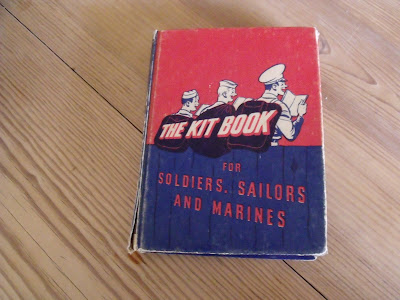 THE KIT BOOK
FOR
SOLDIERS, SAILORS
AND MARINES